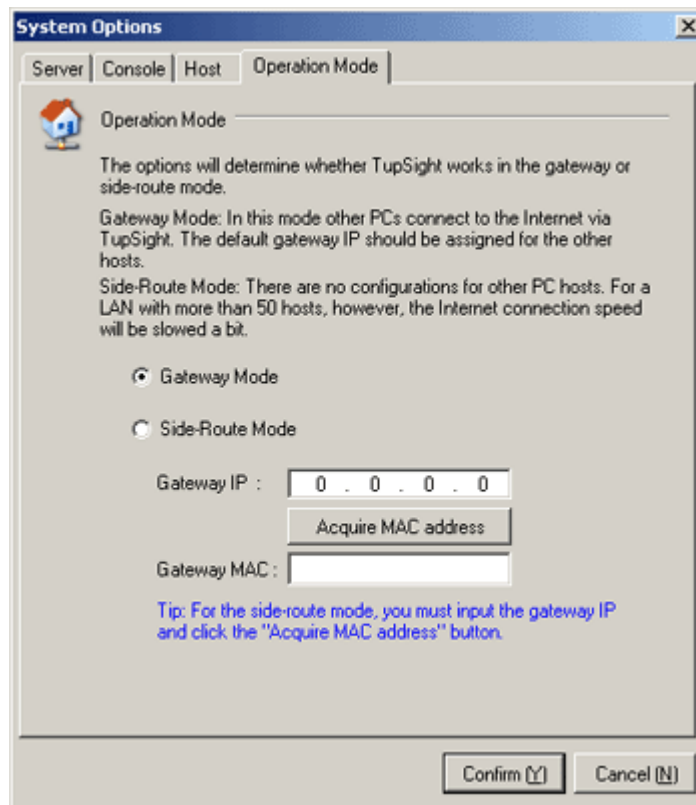 System Options
Server
Console
Host
Operation Mode
Operation Mode
The options will determine whether TupSight works in the gateway or
side-route mode.
Gateway Mode: In this mode other PCs connect to the Internet via
TupSight. The default gateway IP should be assigned for the other
hosts.
Side-Route Mode: There are no configurations for other PC hosts. For a
LAN with more than 50 hosts, however, the Internet connection speed
will be slowed a bit.
Gateway Mode
Side-Route Mode
Gateway IP : 0 . 0 . 0 . 0
Acquire MAC address
Gateway MAC :
Tip: For the side-route mode, you must input the gateway IP
and click the "Acquire MAC address" button.
Confirm (Y)
Cancel (N)